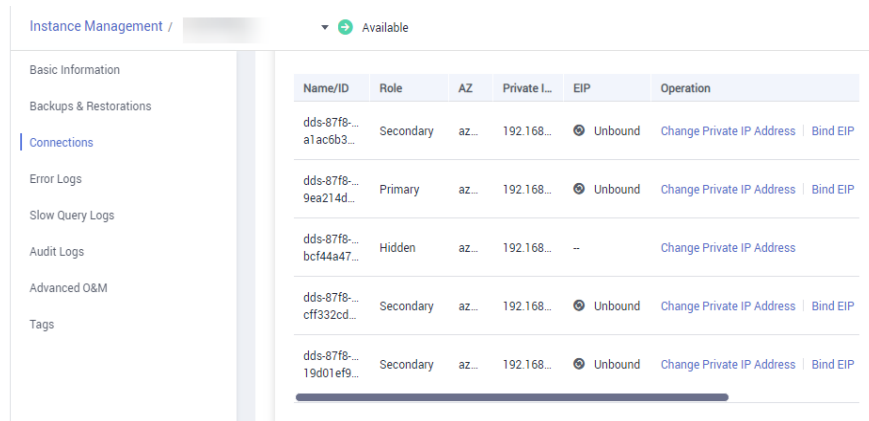 Instance Management /
Available
Basic Information
Backups & Restorations
Connections
Error Logs
Slow Query Logs
Audit Logs
Advanced O&M
Tags
Name/ID Role AZ Private I... EIP Operation
dds-87f8-...
a1ac6b3... Secondary az... 192.168... Unbound Change Private IP Address | Bind EIP
dds-87f8-...
9ea214d... Primary az... 192.168... Unbound Change Private IP Address | Bind EIP
dds-87f8-...
bcf44a47... Hidden az... 192.168... -- Change Private IP Address
dds-87f8-...
cff332cd... Secondary az... 192.168... Unbound Change Private IP Address | Bind EIP
dds-87f8-...
19d01ef9... Secondary az... 192.168... Unbound Change Private IP Address | Bind EIP